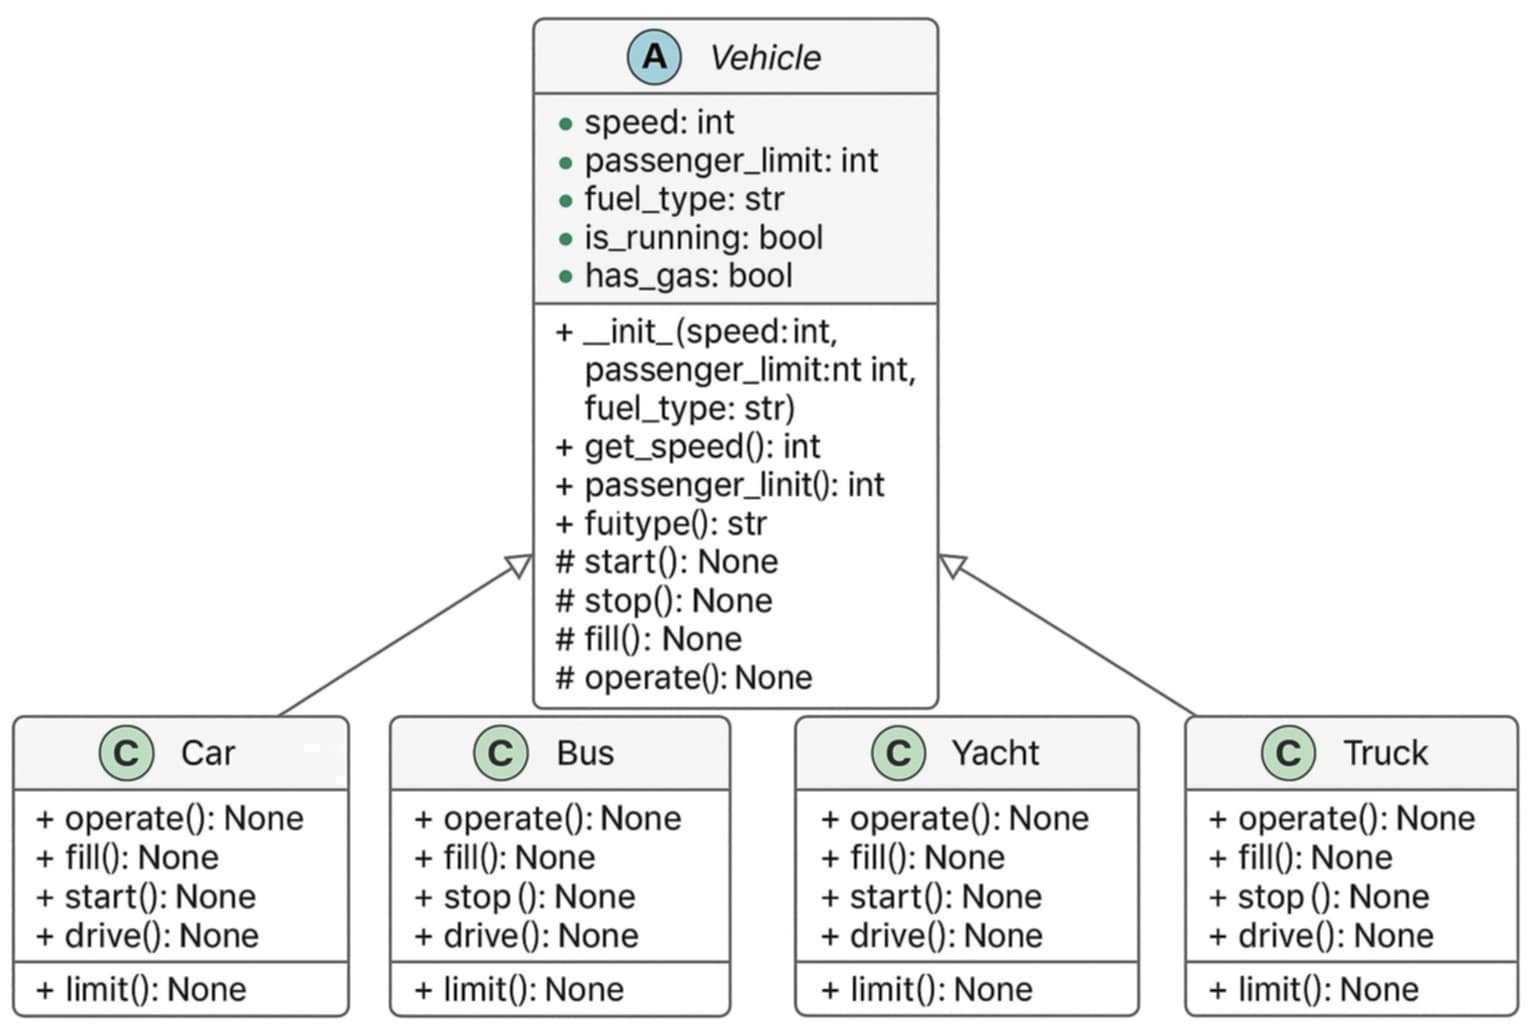 A Vehicle
speed: int
passenger_limit: int
fuel_type: str
is_running: bool
has_gas: bool
+ __init_(speed: int,
passenger_limit:nt int,
fuel_type: str)
+ get_speed(): int
+ passenger_linit(): int
+ fuitype(): str
# start(): None
# stop(): None
# fill(): None
# operate(): None
C Car
+ operate(): None
+ fill(): None
+ start(): None
+ drive(): None
+ limit(): None
C Bus
+ operate(): None
+ fill(): None
+ stop (): None
+ drive(): None
+ limit(): None
C Yacht
+ operate(): None
+ fill(): None
+ start(): None
+ drive(): None
+ limit(): None
C Truck
+ operate(): None
+ fill(): None
+ stop (): None
+ drive(): None
+ limit(): None